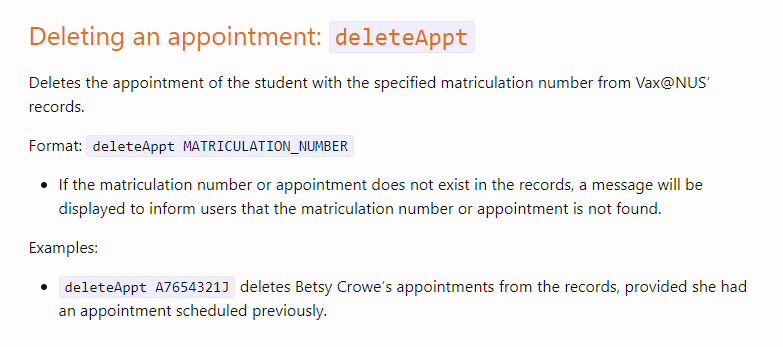 Deleting an appointment: deleteAppt
Deletes the appointment of the student with the specified matriculation number from Vax@NUS'
records.
Format: deleteAppt MATRICULATION_NUMBER
• If the matriculation number or appointment does not exist in the records, a message will be
displayed to inform users that the matriculation number or appointment is not found.
Examples:
• deleteAppt A7654321J deletes Betsy Crowe's appointments from the records, provided she had
an appointment scheduled previously.